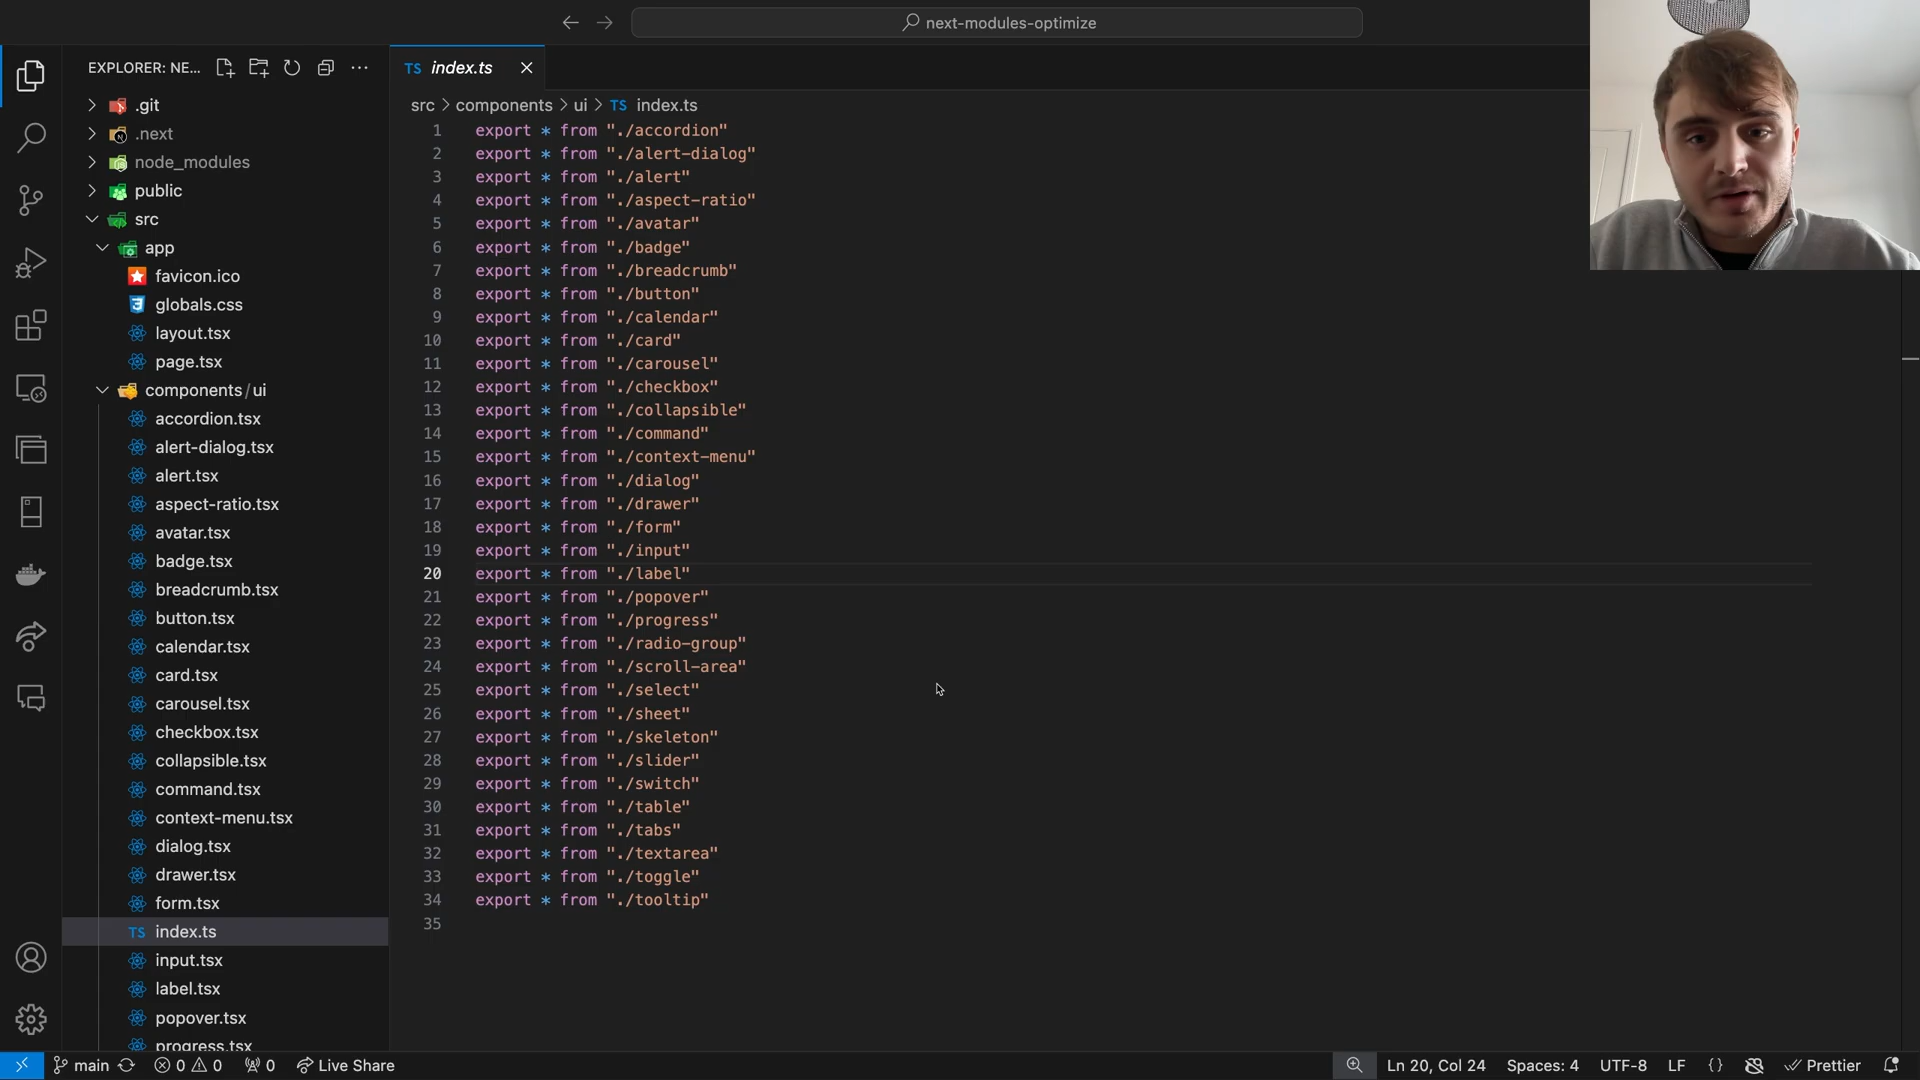 next-modules-optimize
EXPLORER: NE...
TS index.ts
src > components > ui > TS index.ts
.git
.next
node_modules
public
src
app
favicon.ico
globals.css
layout.tsx
page.tsx
components/ui
accordion.tsx
alert-dialog.tsx
alert.tsx
aspect-ratio.tsx
avatar.tsx
badge.tsx
breadcrumb.tsx
button.tsx
calendar.tsx
card.tsx
carousel.tsx
checkbox.tsx
collapsible.tsx
command.tsx
context-menu.tsx
dialog.tsx
drawer.tsx
form.tsx
TS index.ts
input.tsx
label.tsx
popover.tsx
progress.tsx
1 export * from "./accordion"
2 export * from "./alert-dialog"
3 export * from "./alert"
4 export * from "./aspect-ratio"
5 export * from "./avatar"
6 export * from "./badge"
7 export * from "./breadcrumb"
8 export * from "./button"
9 export * from "./calendar"
10 export * from "./card"
11 export * from "./carousel"
12 export * from "./checkbox"
13 export * from "./collapsible"
14 export * from "./command"
15 export * from "./context-menu"
16 export * from "./dialog"
17 export * from "./drawer"
18 export * from "./form"
19 export * from "./input"
20 export * from "./label"
21 export * from "./popover"
22 export * from "./progress"
23 export * from "./radio-group"
24 export * from "./scroll-area"
25 export * from "./select"
26 export * from "./sheet"
27 export * from "./skeleton"
28 export * from "./slider"
29 export * from "./switch"
30 export * from "./table"
31 export * from "./tabs"
32 export * from "./textarea"
33 export * from "./toggle"
34 export * from "./tooltip"
35
main 0 0 0 Live Share Ln 20, Col 24 Spaces: 4 UTF-8 LF {} Prettier